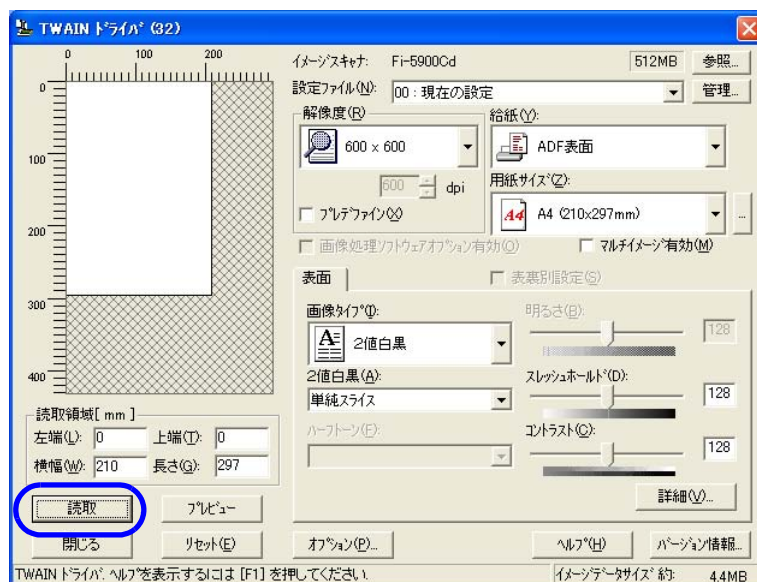 TWAIN ドライバ (32)
0 100 200
0
100
200
300
400
イメージスキャナ: Fi-5900Cd 512MB 参照...
設定ファイル(N): 00 : 現在の設定 管理...
解像度(R)
600 × 600
600 dpi
プレデファイン(X)
給紙(Y):
ADF表面
用紙サイズ(Z):
A4 A4 (210x297mm) ...
画像処理ソフトウェアオプション有効(O) マルチイメージ有効(M)
表面 表裏別設定(S)
画像タイプ(I):
A 2値白黒
2値白黒(A):
単純スライス
ハーフトーン(F):
明るさ(B):
128
スレッショホールド(D):
128
コントラスト(C):
128
詳細(V)...
読取領域[ mm ]
左端(L): 0 上端(T): 0
横幅(W): 210 長さ(G): 297
読取 プレビュー
閉じる リセット(E) オプション(P)... ヘルプ(H) バージョン情報...
TWAIN ドライバ. ヘルプを表示するには [F1] を押してください. イメージデータサイズ 約: 4.4MB